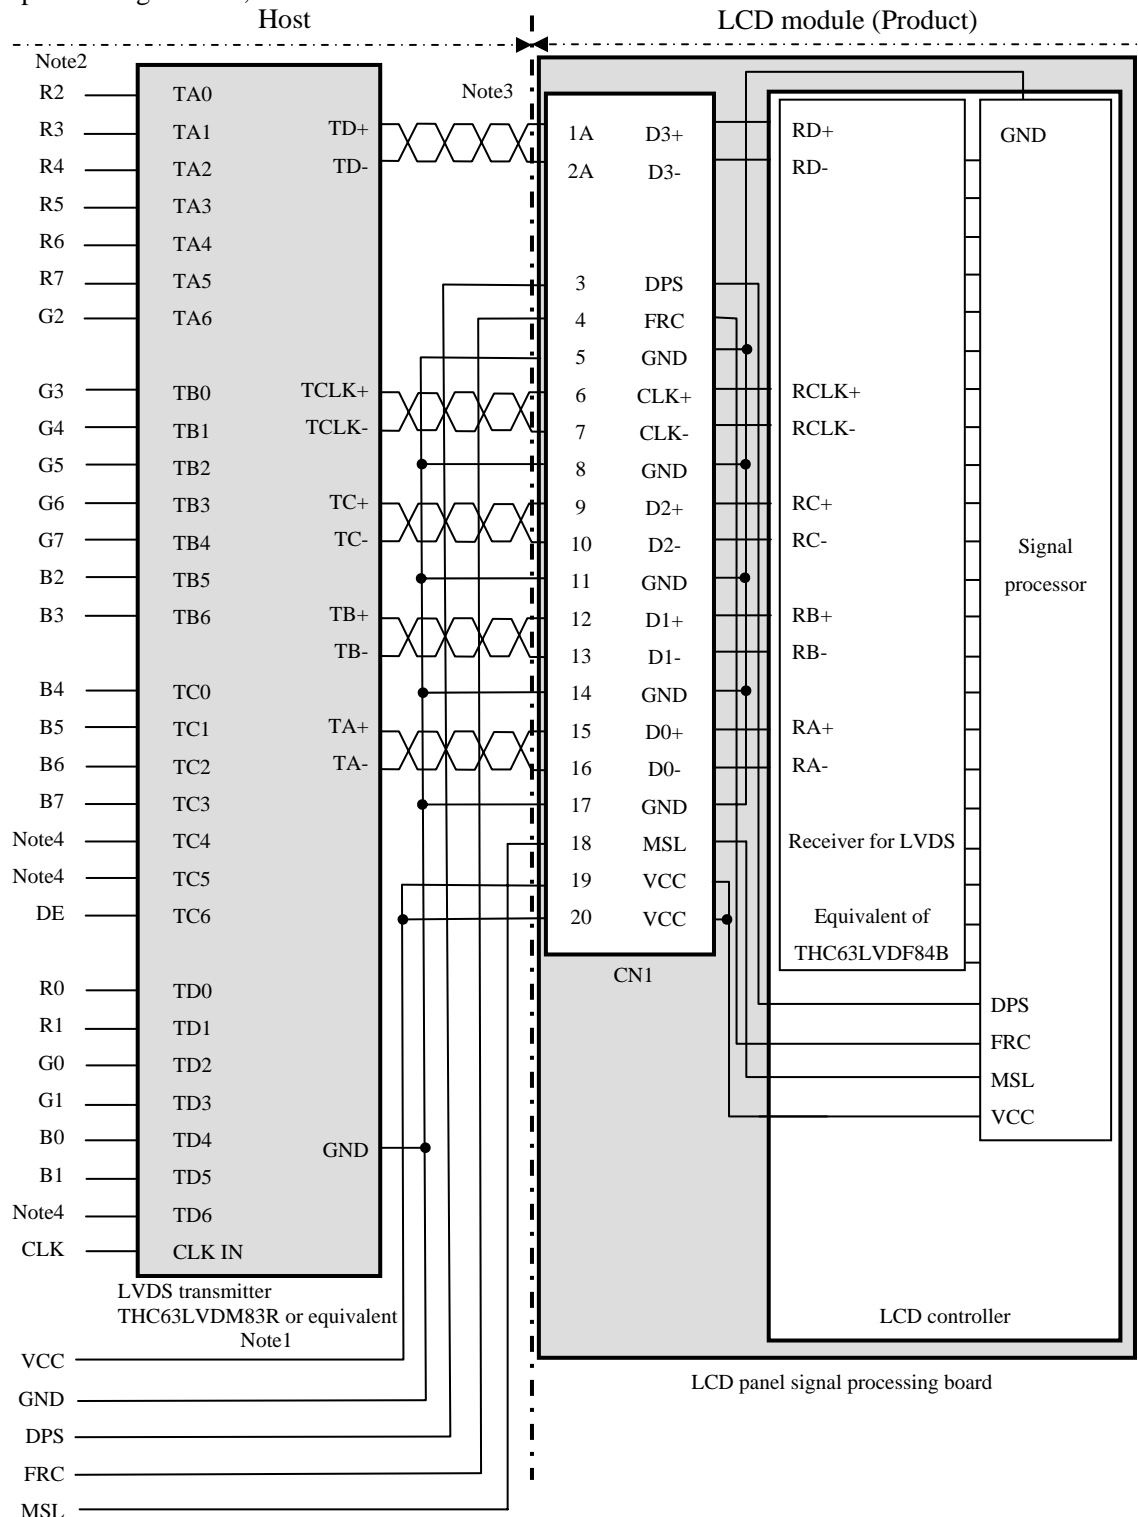 Host
LCD module (Product)
Note2
Note3
R2 TA0
R3 TA1 TD+ 1A D3+ RD+ GND
R4 TA2 TD- 2A D3- RD-
R5 TA3
R6 TA4
R7 TA5 3 DPS
G2 TA6 4 FRC
5 GND
G3 TB0 TCLK+ 6 CLK+ RCLK+
G4 TB1 TCLK- 7 CLK- RCLK-
G5 TB2 8 GND
G6 TB3 TC+ 9 D2+ RC+
G7 TB4 TC- 10 D2- RC- Signal
B2 TB5 11 GND processor
B3 TB6 TB+ 12 D1+ RB+
TB- 13 D1- RB-
B4 TC0 14 GND
B5 TC1 TA+ 15 D0+ RA+
B6 TC2 TA- 16 D0- RA-
B7 TC3 17 GND
Note4 TC4 18 MSL Receiver for LVDS
Note4 TC5 19 VCC
DE TC6 20 VCC Equivalent of
THC63LVDF84B
CN1
R0 TD0 DPS
R1 TD1 FRC
G0 TD2 MSL
G1 TD3 VCC
B0 TD4 GND
B1 TD5
Note4 TD6
CLK CLK IN
LVDS transmitter
THC63LVDM83R or equivalent LCD controller
Note1
VCC
LCD panel signal processing board
GND
DPS
FRC
MSL